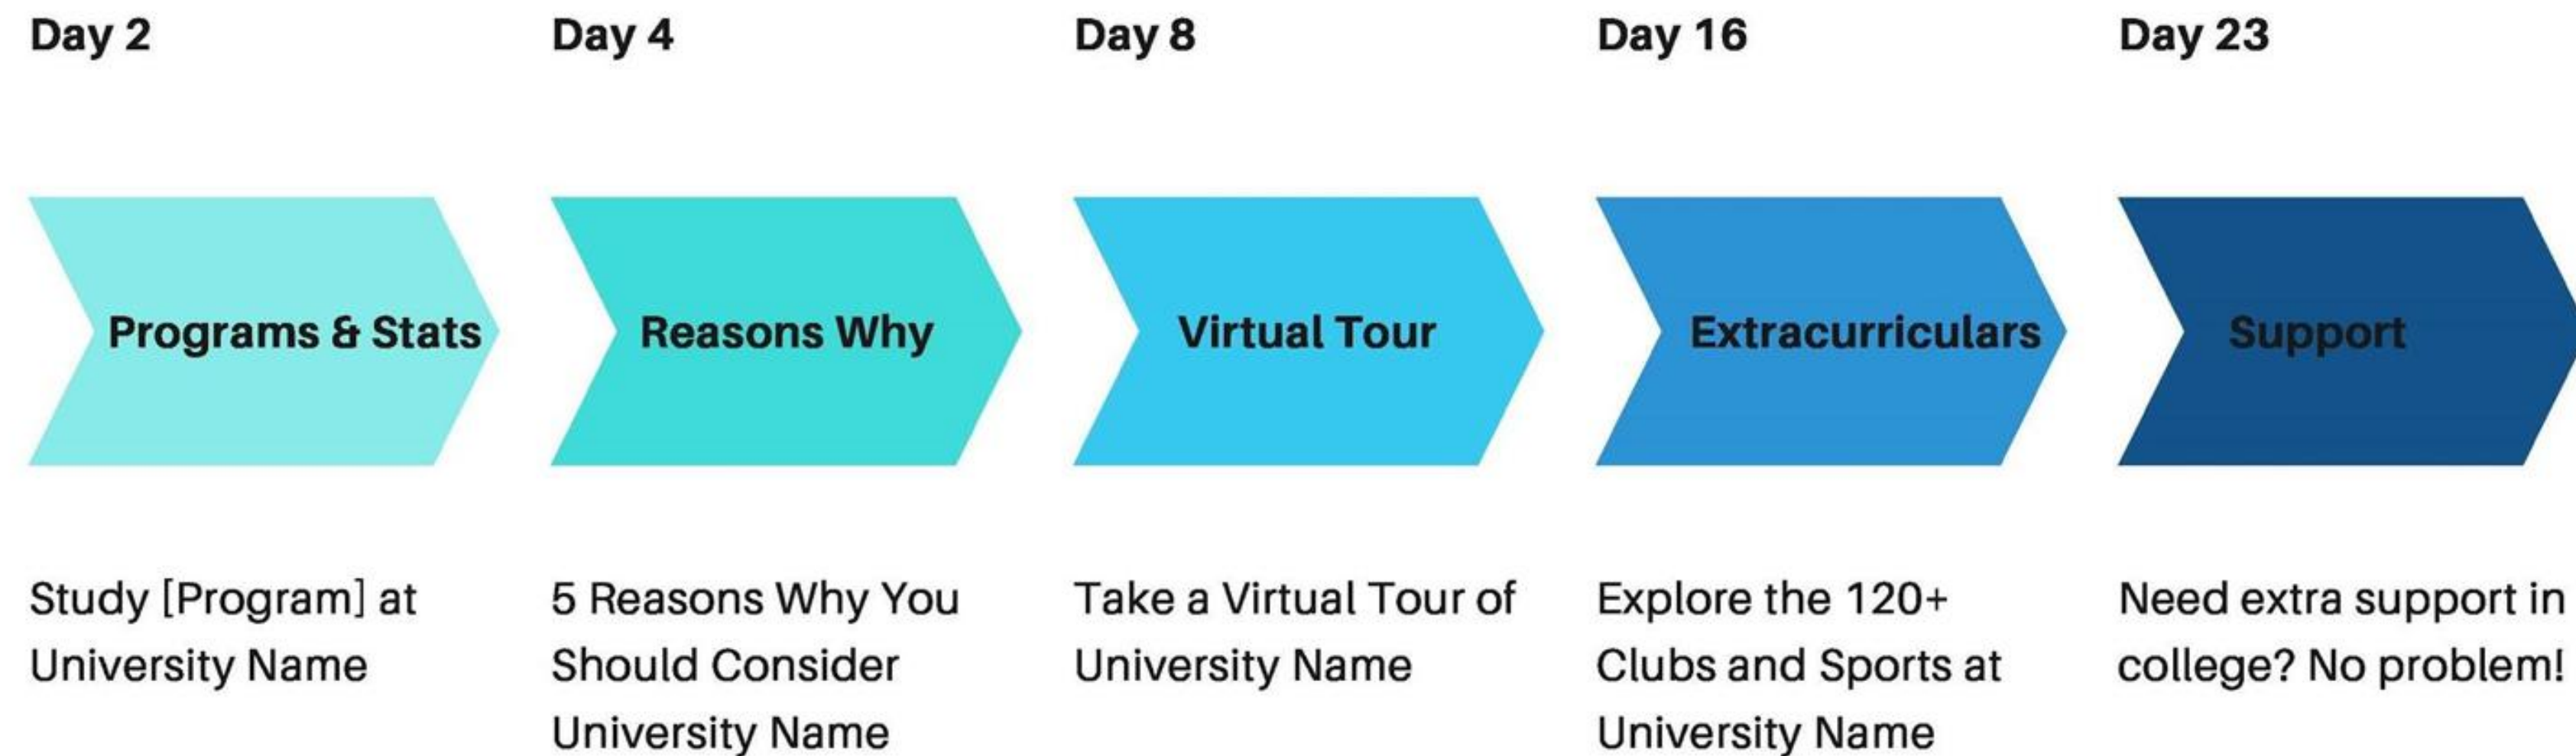 Day 2
Day 4
Day 8
Day 16
Day 23
Programs & Stats
Reasons Why
Virtual Tour
Extracurriculars
Support
Study [Program] at
University Name
5 Reasons Why You
Should Consider
University Name
Take a Virtual Tour of
University Name
Explore the 120+
Clubs and Sports at
University Name
Need extra support in
college? No problem!